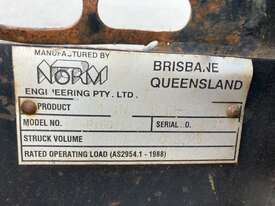 MANUFACTURED BY
NORM
ENGINEERING PTY. LTD.
BRISBANE
QUEENSLAND
PRODUCT
MODEL NO. SERIAL .O.
STRUCK VOLUME
RATED OPERATING LOAD (AS2954.1 - 1988)